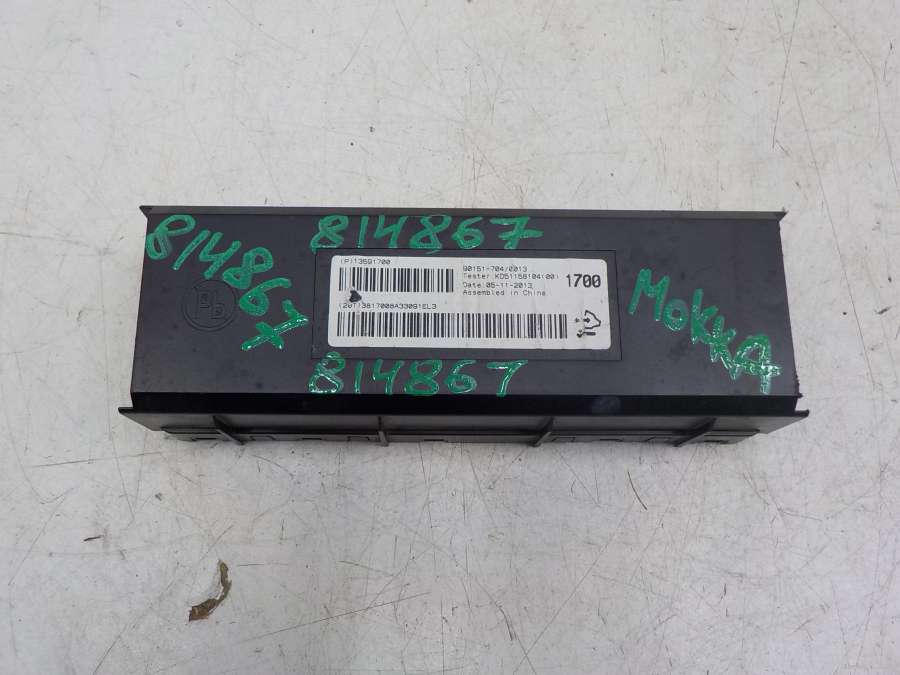 814867
814867
(P)13591700
90151-704/0013
Tester:KD51158104(00)
Date:05-11-2013
Assembled in China
1700
(20T)3817008A33091EL3
Pb
814867
MOKKA